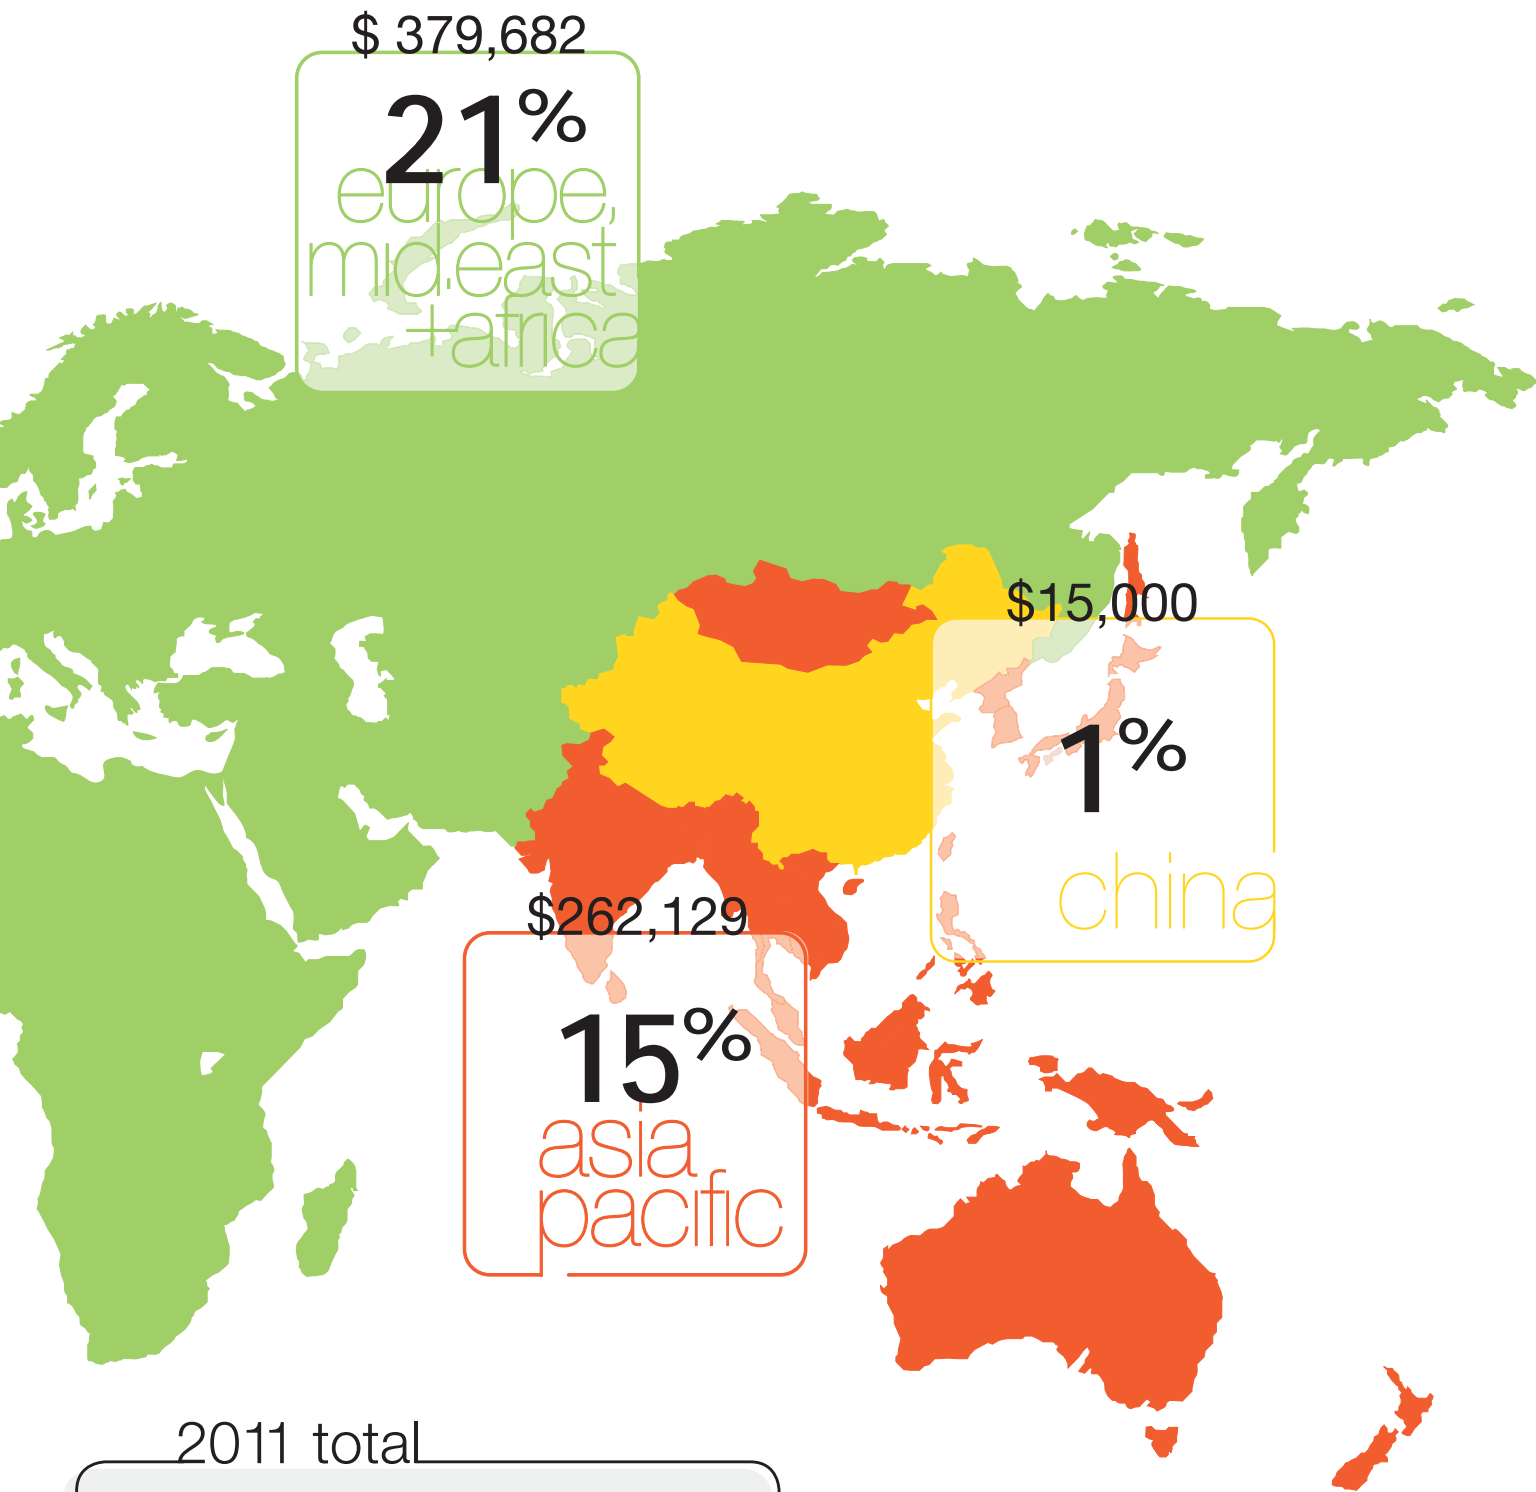 $ 379,682
21%
europe,
mid.east
+africa
$15,000
1%
china
$262,129
15%
asia
pacific
2011 total